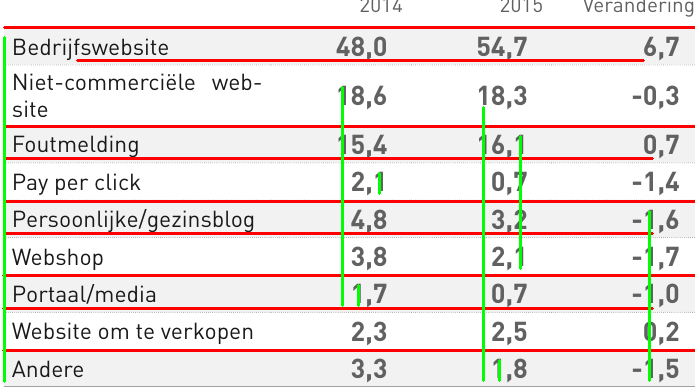 2014 2015 Verandering
Bedrijfswebsite 48,0 54,7 6,7
Niet-commerciële web-
site 18,6 18,3 -0,3
Foutmelding 15,4 16,1 0,7
Pay per click 2,1 0,7 -1,4
Persoonlijke/gezinsblog 4,8 3,2 -1,6
Webshop 3,8 2,1 -1,7
Portaal/media 1,7 0,7 -1,0
Website om te verkopen 2,3 2,5 0,2
Andere 3,3 1,8 -1,5